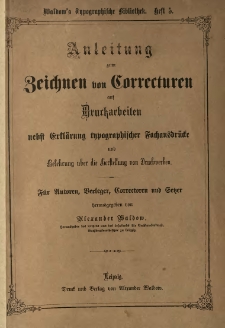 Waldow's Typographische Bibliothek. Heft 5.
Anleitung
zum
Zeichnen von Correcturen
auf
Druckarbeiten
nebst Erklärung typographischer Fachausdrücke
und
Belehrung über die Herstellung von Druckwerken.
Für Autoren, Verleger, Correctoren und Setzer
herausgegeben von
Alexander Waldow.
Leipzig.
Druck und Verlag von Alexander Waldow.